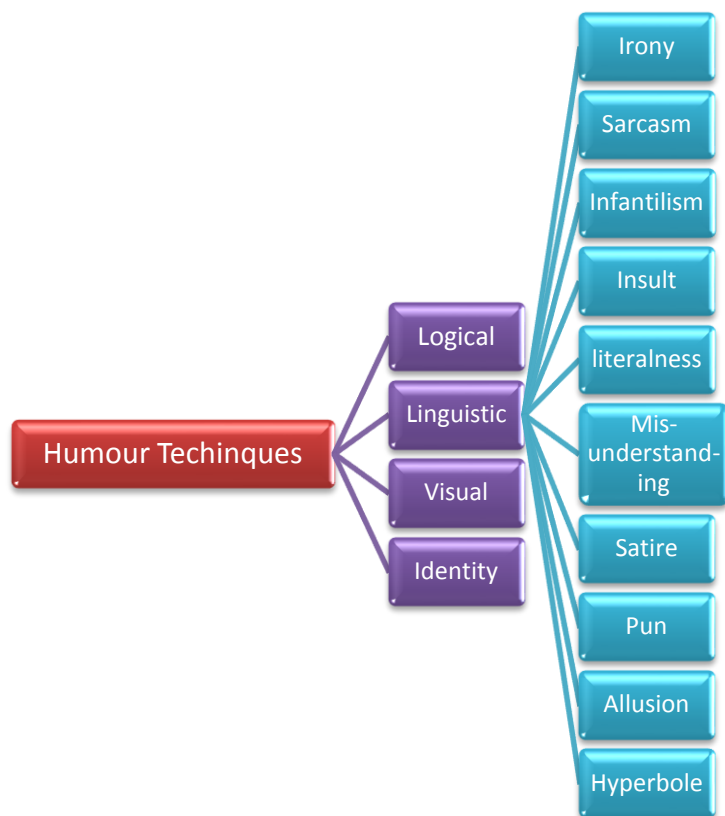 Humour Techinques
Logical
Linguistic
Visual
Identity
Irony
Sarcasm
Infantilism
Insult
literalness
Mis-
understand-
ing
Satire
Pun
Allusion
Hyperbole